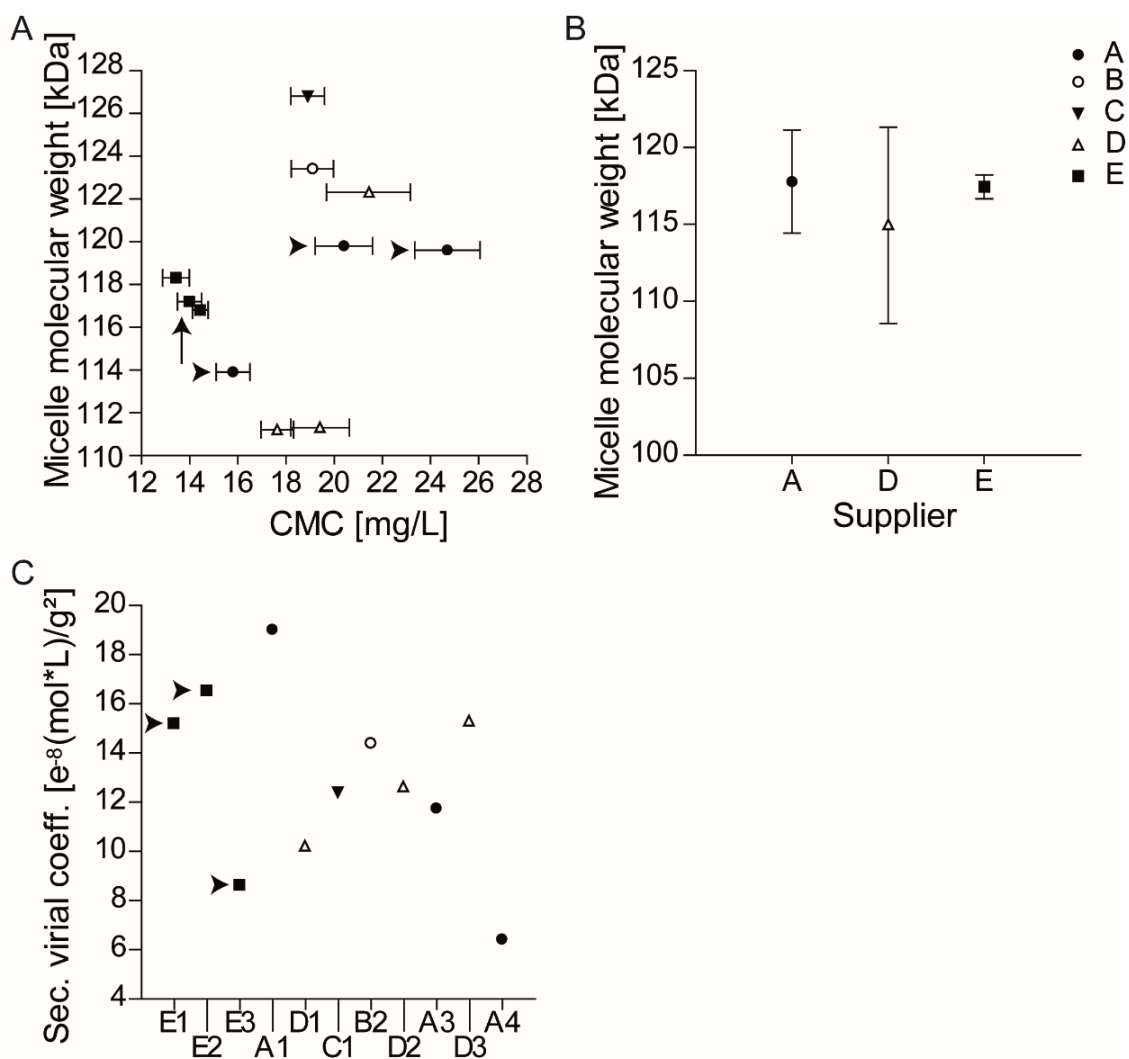 A
Micelle molecular weight [kDa]
128
126
124
122
120
118
116
114
112
110
12 14 16 18 20 22 24 26 28
CMC [mg/L]
B
Micelle molecular weight [kDa]
125
120
115
110
105
100
A D E
Supplier
A
B
C
D
E
C
Sec. virial coeff. [e⁻⁸(mol*L)/g²]
20
18
16
14
12
10
8
6
4
E1 E3 D1 B2 A3 A4
E2 A1 C1 D2 D3